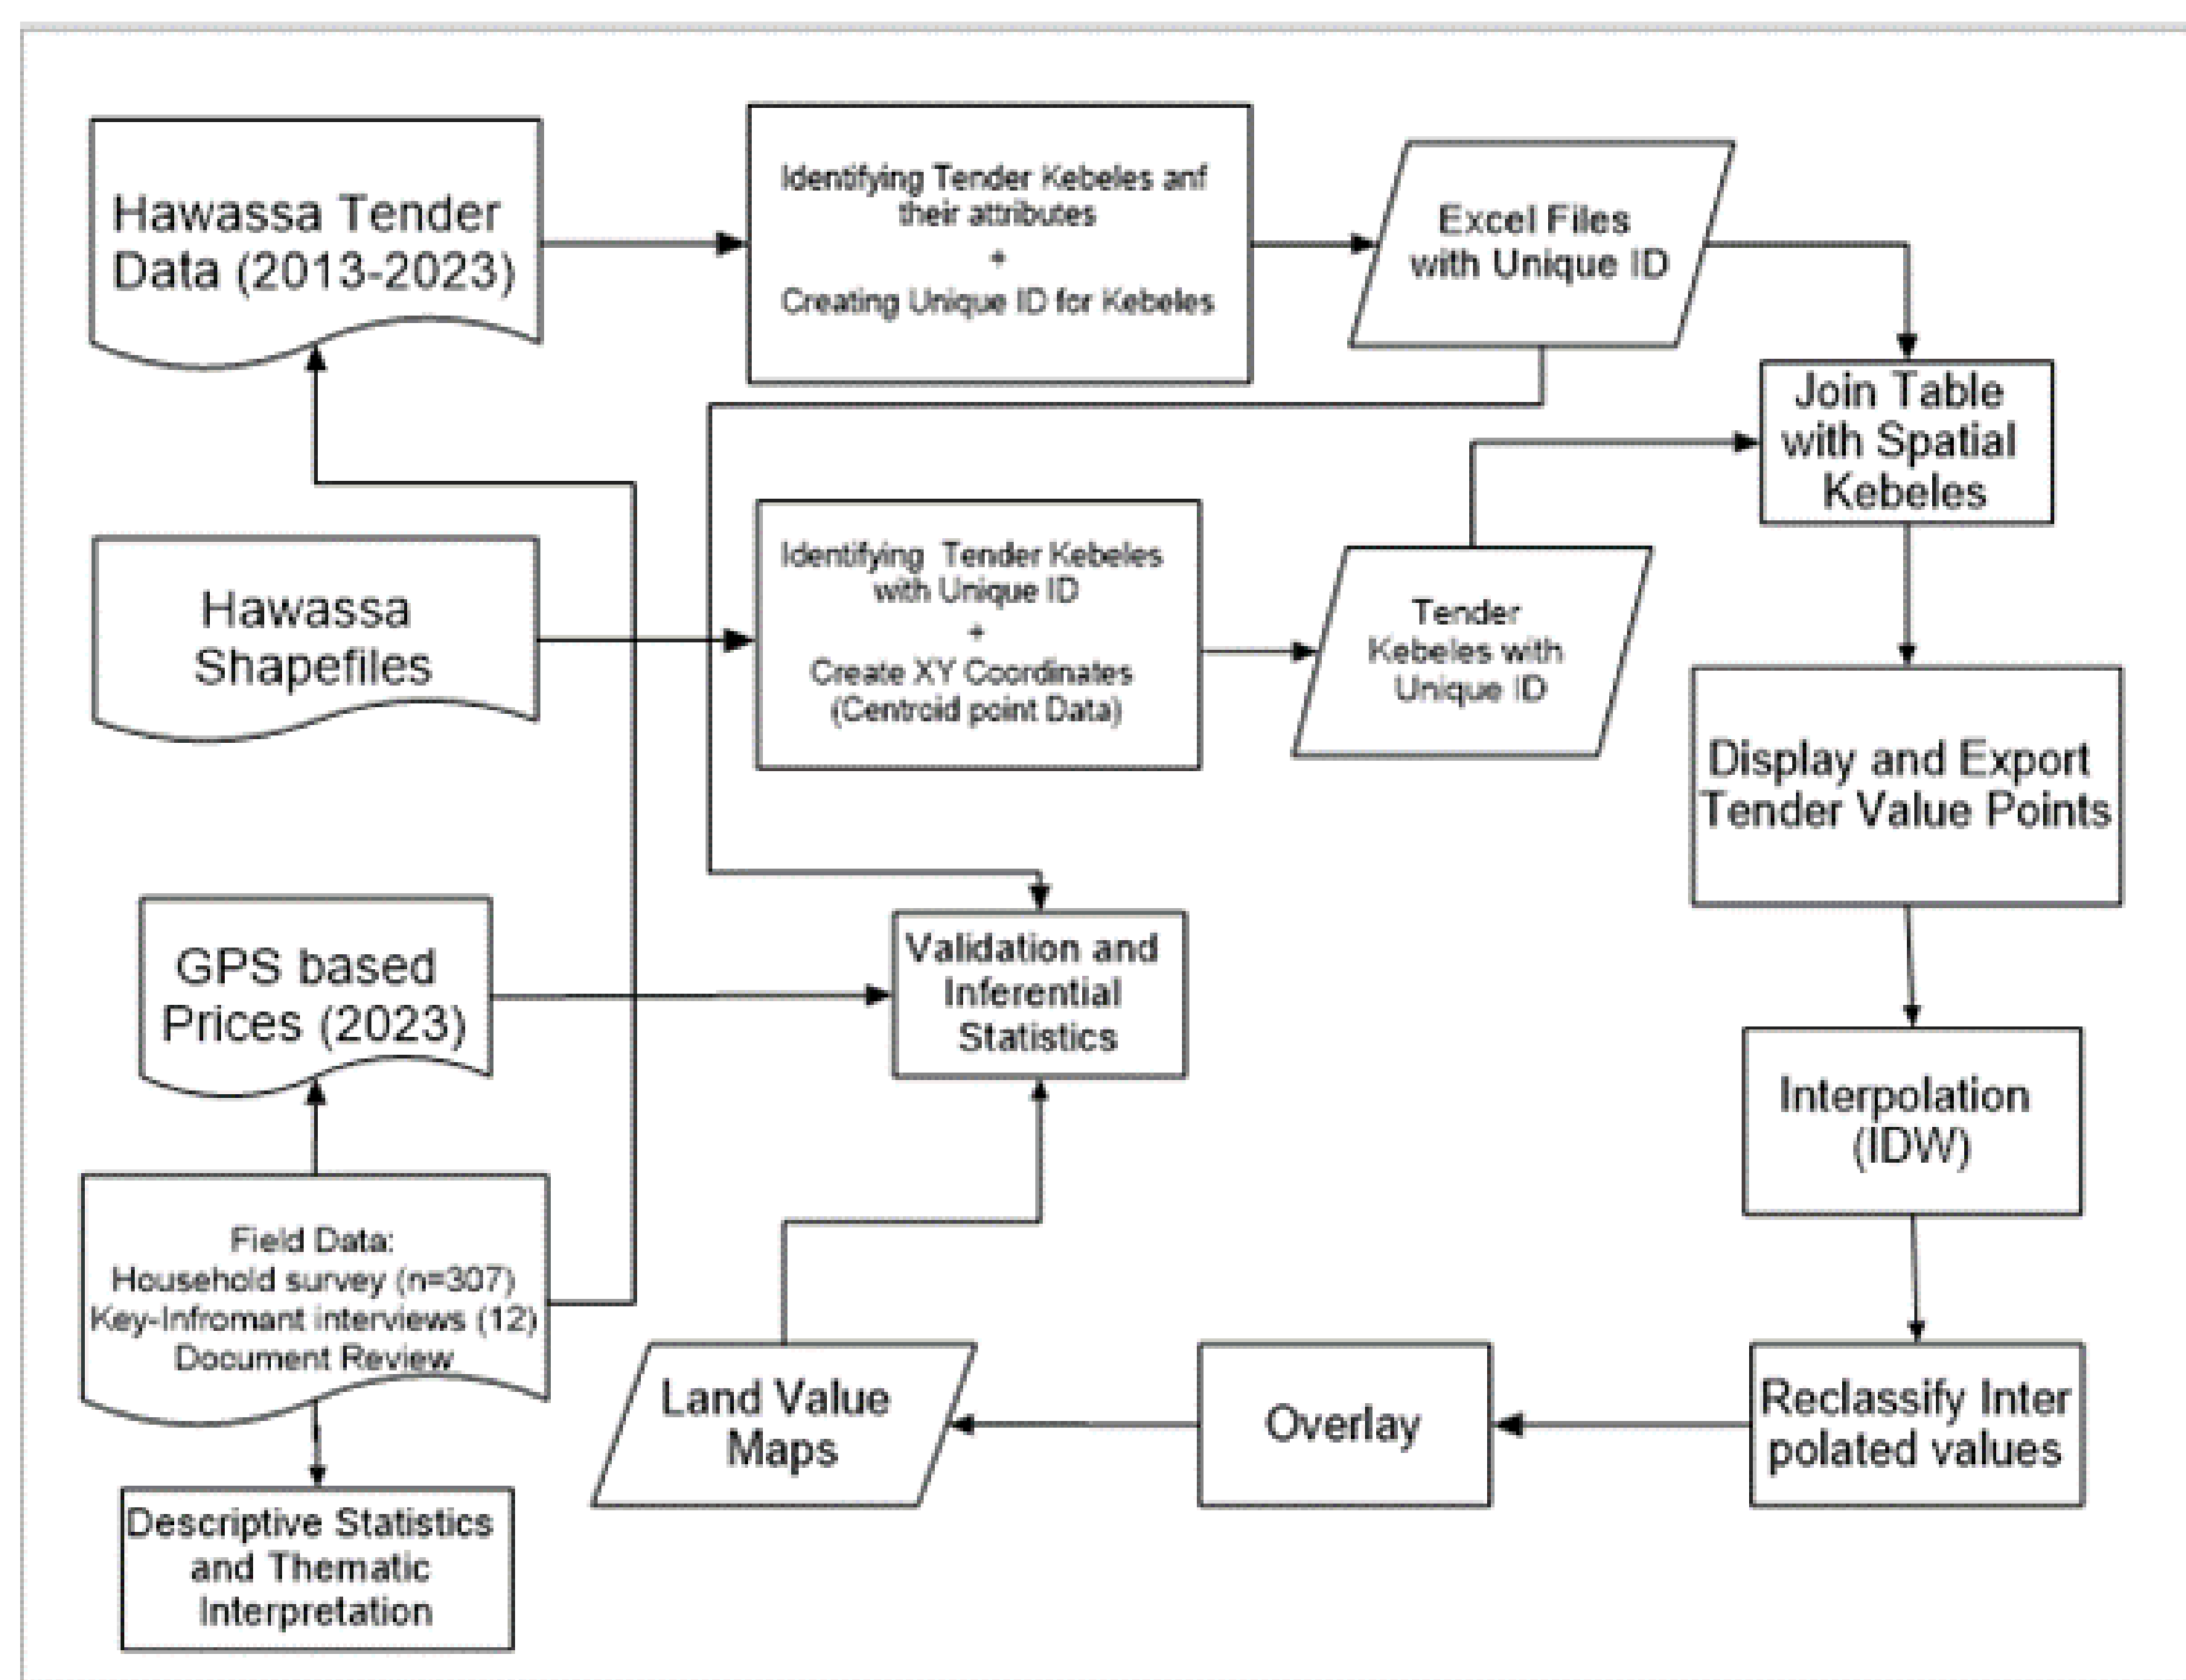 Hawassa Tender
Data (2013-2023)
Identifying Tender Kebeles anf
their attributes
+
Creating Unique ID for Kebeles
Excel Files
with Unique ID
Join Table
with Spatial
Kebeles
Hawassa
Shapefiles
Identifying Tender Kebeles
with Unique ID
+
Create XY Coordinates
(Centroid point Data)
Tender
Kebeles with
Unique ID
Display and Export
Tender Value Points
GPS based
Prices (2023)
Validation and
Inferential
Statistics
Interpolation
(IDW)
Field Data:
Household survey (n=307)
Key-Infromant interviews (12)
Document Review
Land Value
Maps
Overlay
Reclassify Inter
polated values
Descriptive Statistics
and Thematic
Interpretation